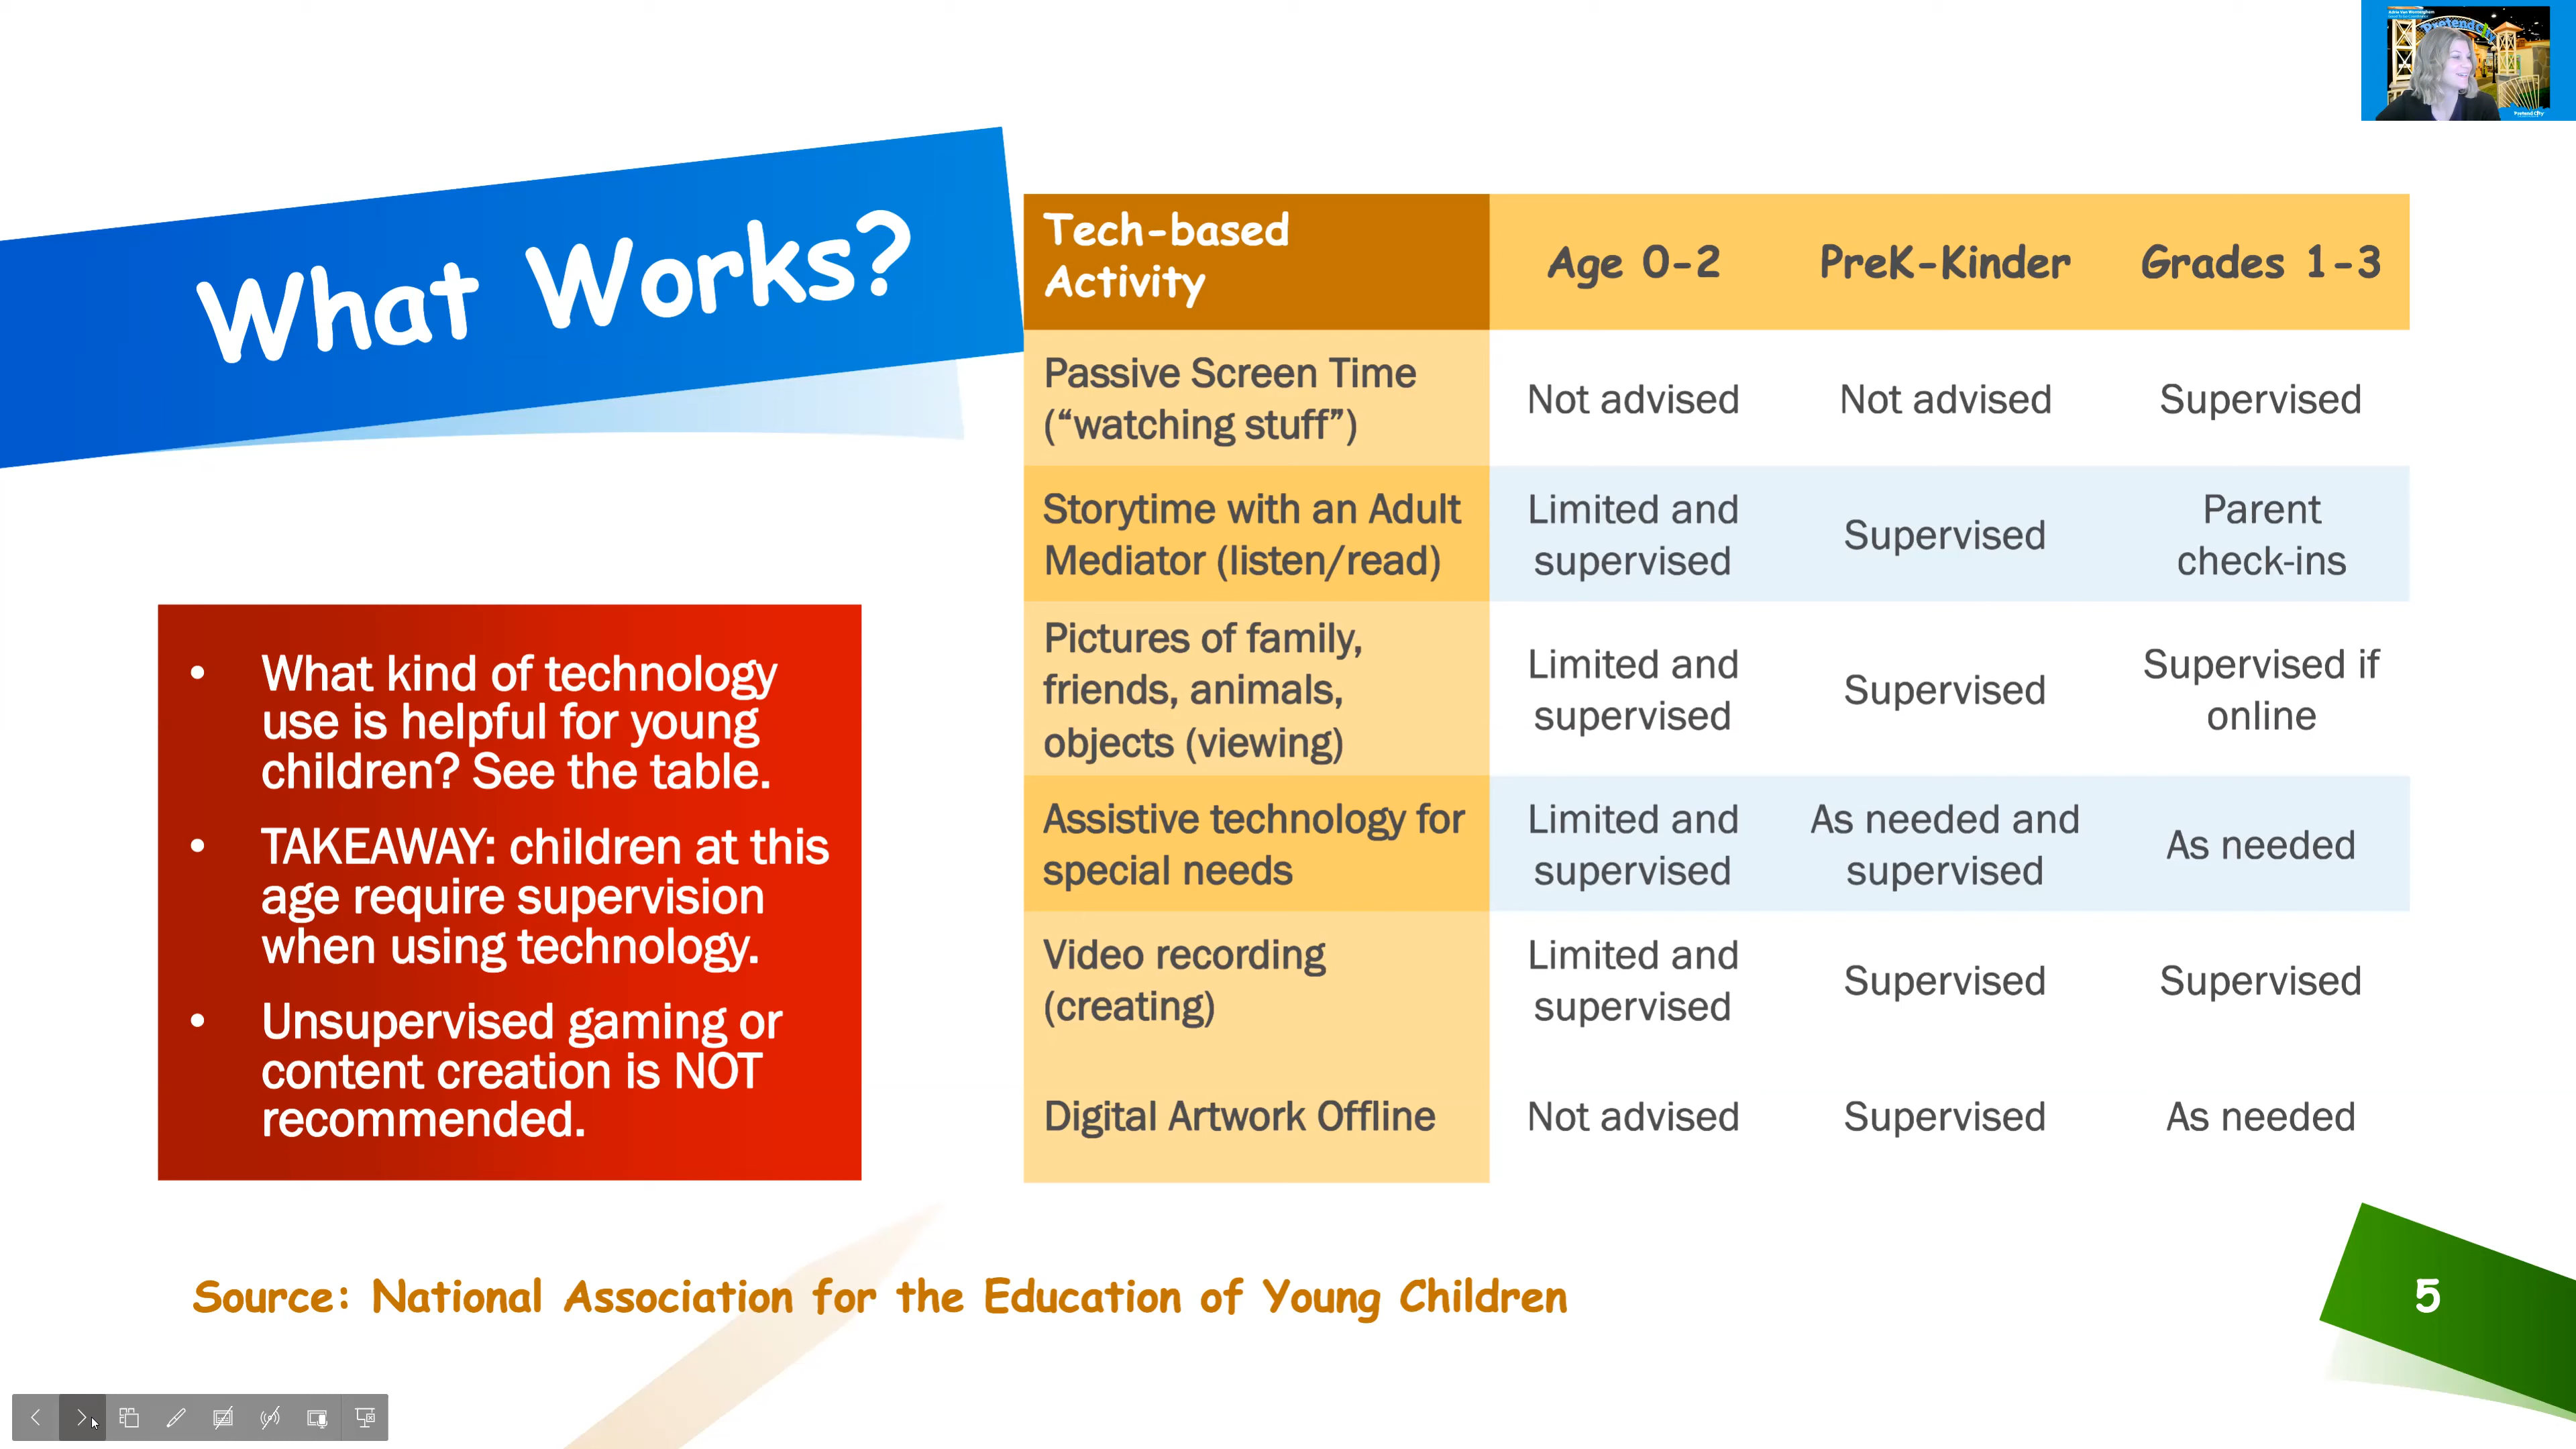 What Works?
• What kind of technology
use is helpful for young
children? See the table.
• TAKEAWAY: children at this
age require supervision
when using technology.
• Unsupervised gaming or
content creation is NOT
recommended.
Tech-based
Activity
Age 0-2
PreK-Kinder
Grades 1-3
Passive Screen Time
(“watching stuff”)
Not advised
Not advised
Supervised
Storytime with an Adult
Mediator (listen/read)
Limited and
supervised
Supervised
Parent
check-ins
Pictures of family,
friends, animals,
objects (viewing)
Limited and
supervised
Supervised
Supervised if
online
Assistive technology for
special needs
Limited and
supervised
As needed and
supervised
As needed
Video recording
(creating)
Limited and
supervised
Supervised
Supervised
Digital Artwork Offline
Not advised
Supervised
As needed
Source: National Association for the Education of Young Children
5
Pretend City
Pretend City